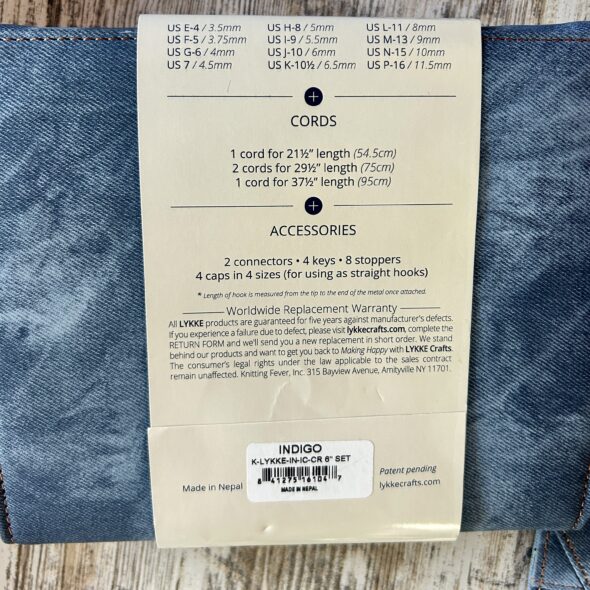 US E-4 / 3.5mm US H-8 / 5mm US L-11 / 8mm
US F-5 / 3.75mm US I-9 / 5.5mm US M-13 / 9mm
US G-6 / 4mm US J-10 / 6mm US N-15 / 10mm
US 7 / 4.5mm US K-10½ / 6.5mm US P-16 / 11.5mm
CORDS
1 cord for 21½" length (54.5cm)
2 cords for 29½" length (75cm)
1 cord for 37½" length (95cm)
ACCESSORIES
2 connectors • 4 keys • 8 stoppers
4 caps in 4 sizes (for using as straight hooks)
* Length of hook is measured from the tip to the end of the metal once attached.
Worldwide Replacement Warranty
All LYKKE products are guaranteed for five years against manufacturer's defects.
If you experience a failure due to defect, please visit lykkecrafts.com, complete the
RETURN FORM and we'll send you a new replacement in short order. We stand
behind our products and want to get you back to Making Happy with LYKKE Crafts.
The consumer's legal rights under the law applicable to the sales contract
remain unaffected. Knitting Fever, Inc. 315 Bayview Avenue, Amityville NY 11701.
INDIGO
K-LYKKE-IN-IC-CR 6" SET
8 41275 16104 7
MADE IN NEPAL
Made in Nepal
Patent pending
lykkecrafts.com